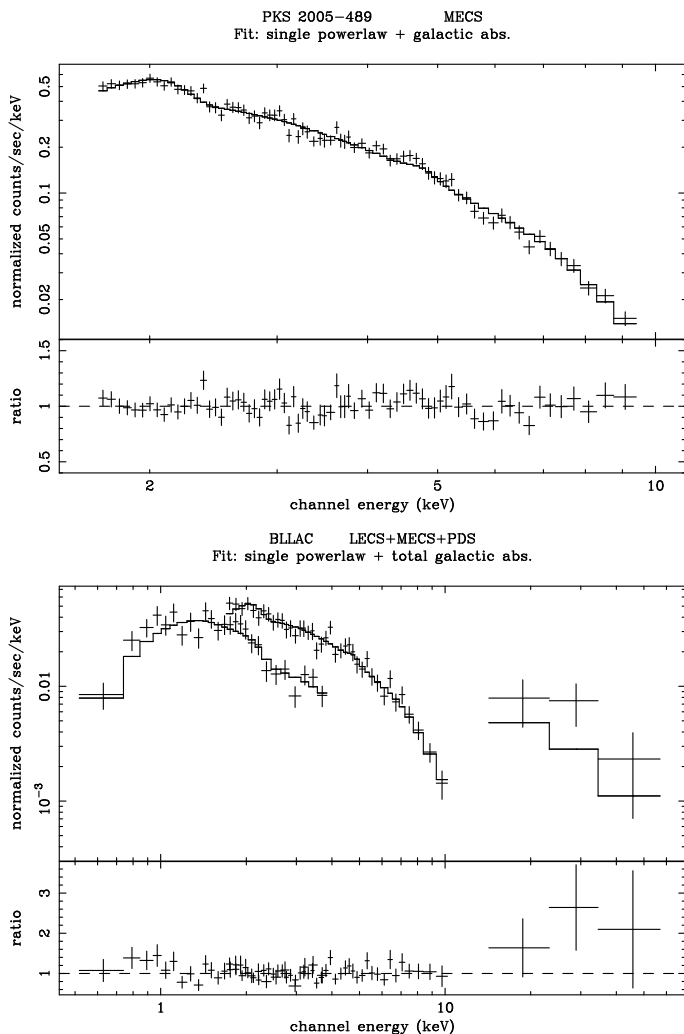 PKS 2005−489 MECS
Fit: single powerlaw + galactic abs.
normalized counts/sec/keV
0.5
0.2
0.1
0.05
0.02
ratio
1.5
1
0.5
2
5
10
channel energy (keV)
BLLAC LECS+MECS+PDS
Fit: single powerlaw + total galactic abs.
normalized counts/sec/keV
0.01
10⁻³
ratio
3
2
1
1
10
channel energy (keV)